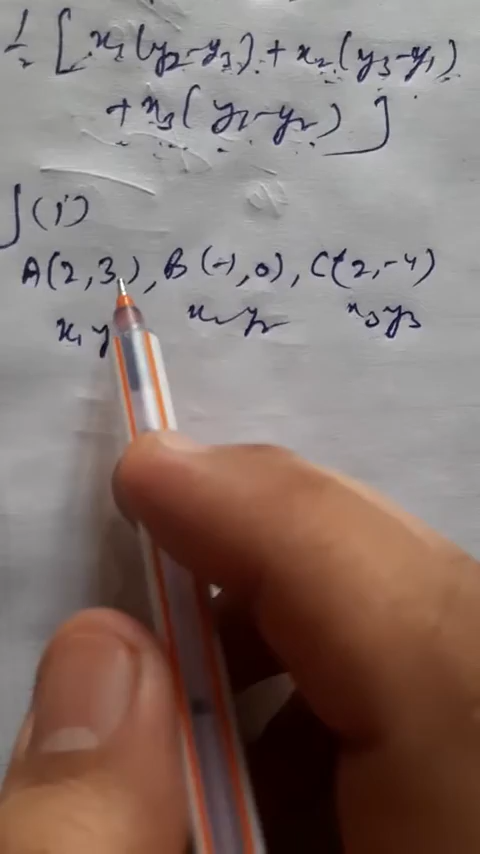 1/2 [x₁(y₂-y₃)+x₂(y₃-y₁)
+x₃(y₁-y₂)]
(i)
A(2,3), B(-1,0), C(2,-4)
x₁ y x₂ y₂ x₃ y₃